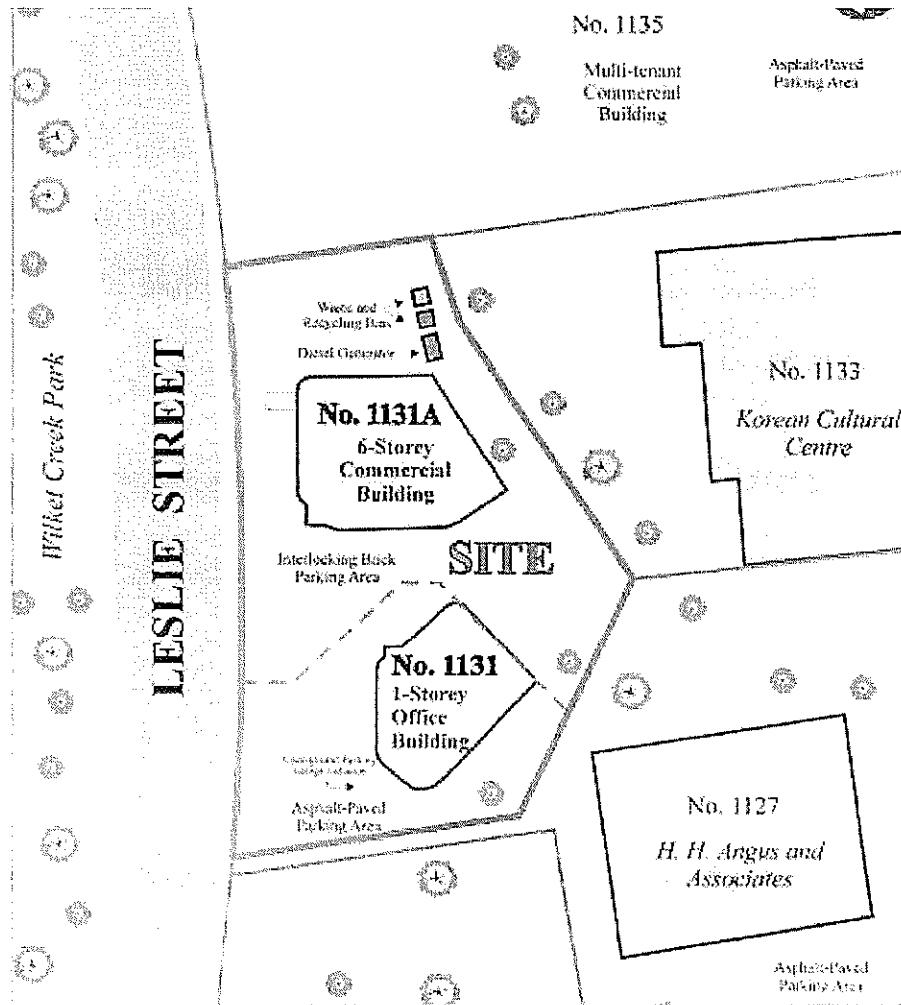 No. 1135
Multi-tenant
Commercial
Building
Asphalt-Paved
Parking Area
Waste and
Recycling Bins
Diesel Generator
No. 1131A
6-Storey
Commercial
Building
No. 1133
Korean Cultural
Centre
Wilket Creek Park
LESLIE STREET
Interlocking Brick
Parking Area
SITE
No. 1131
1-Storey
Office
Building
Asphalt-Paved
Parking Area
No. 1127
H. H. Angus and
Associates
Asphalt-Paved
Parking Area